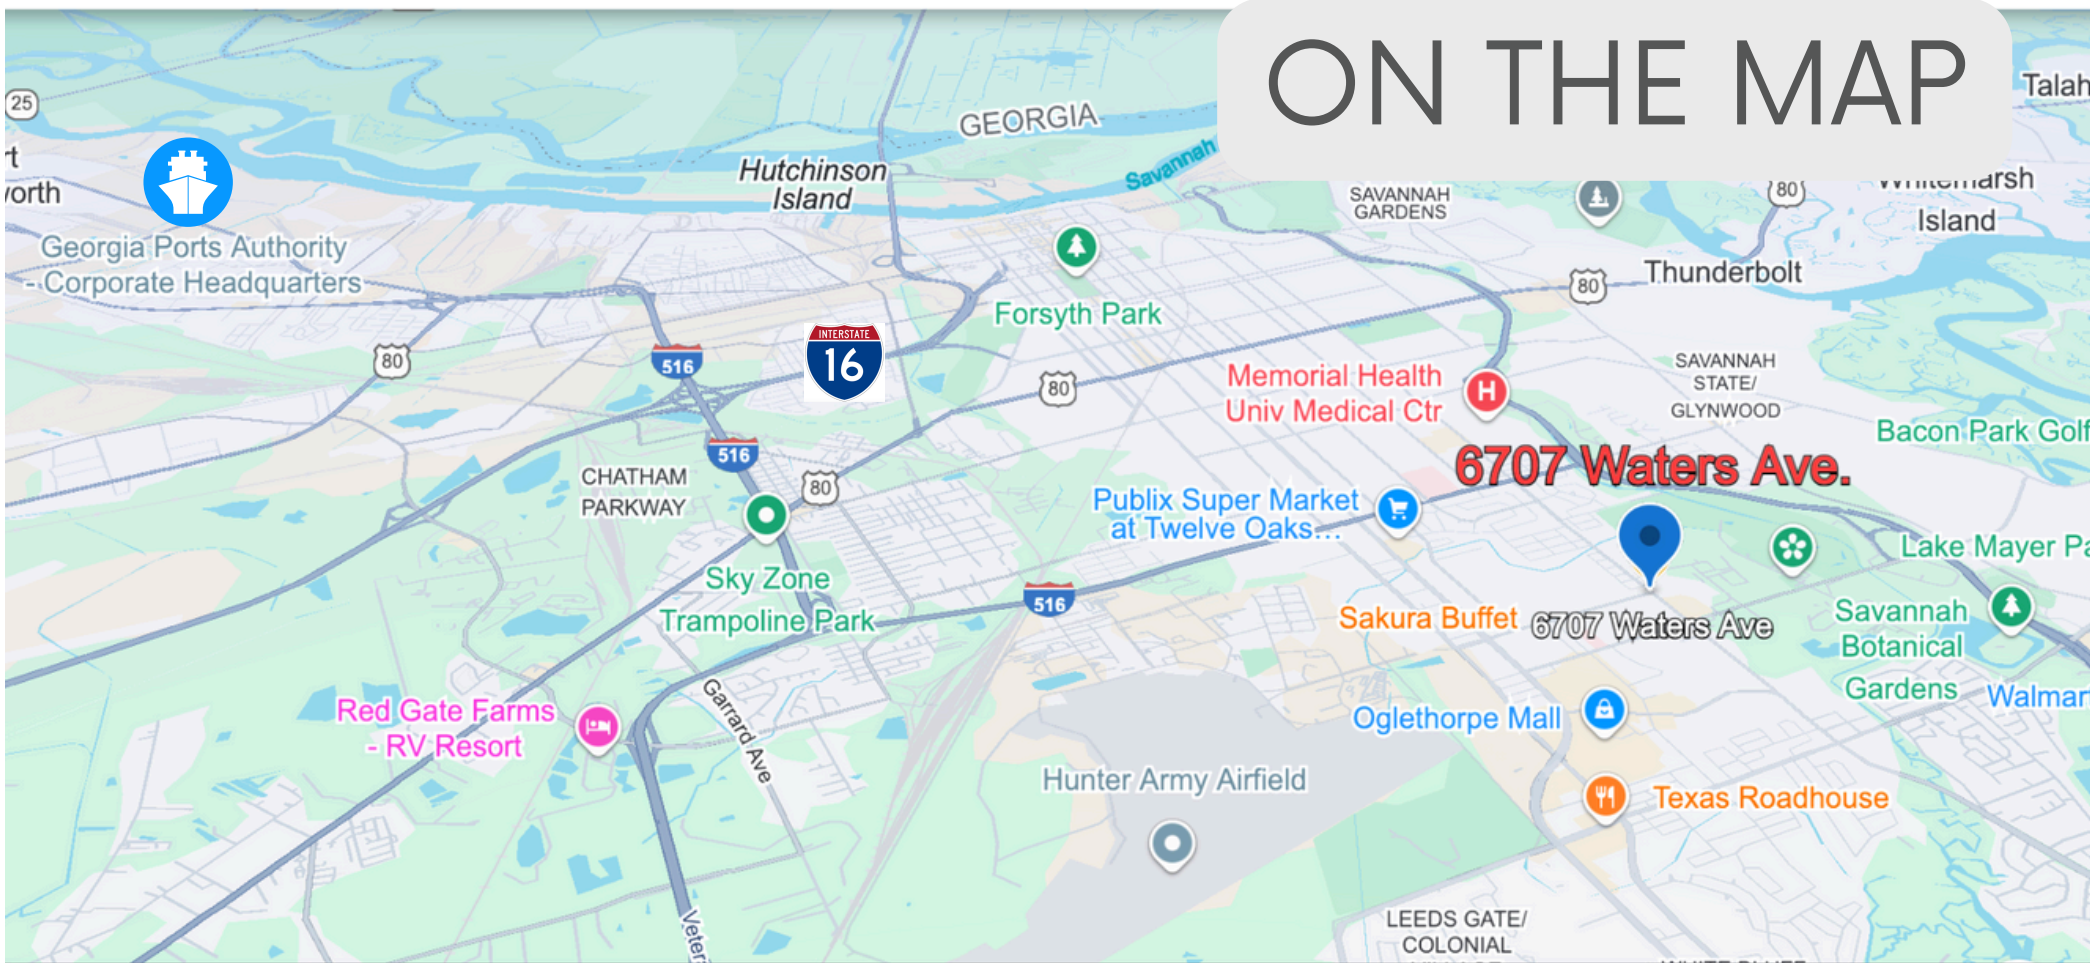 ON THE MAP
25
GEORGIA
Hutchinson
Island
Savannah
SAVANNAH
GARDENS
80
Whitemarsh
Island
Georgia Ports Authority
- Corporate Headquarters
Forsyth Park
80
Thunderbolt
80
516
INTERSTATE
16
80
Memorial Health
Univ Medical Ctr
H
SAVANNAH
STATE/
GLYNWOOD
Bacon Park Golf
516
6707 Waters Ave.
CHATHAM
PARKWAY
80
Publix Super Market
at Twelve Oaks...
Lake Mayer Pa
Sky Zone
Trampoline Park
516
Sakura Buffet
6707 Waters Ave
Savannah
Botanical
Gardens
Red Gate Farms
- RV Resort
Garrard Ave
Oglethorpe Mall
Walmar
Hunter Army Airfield
Texas Roadhouse
Veter
LEEDS GATE/
COLONIAL